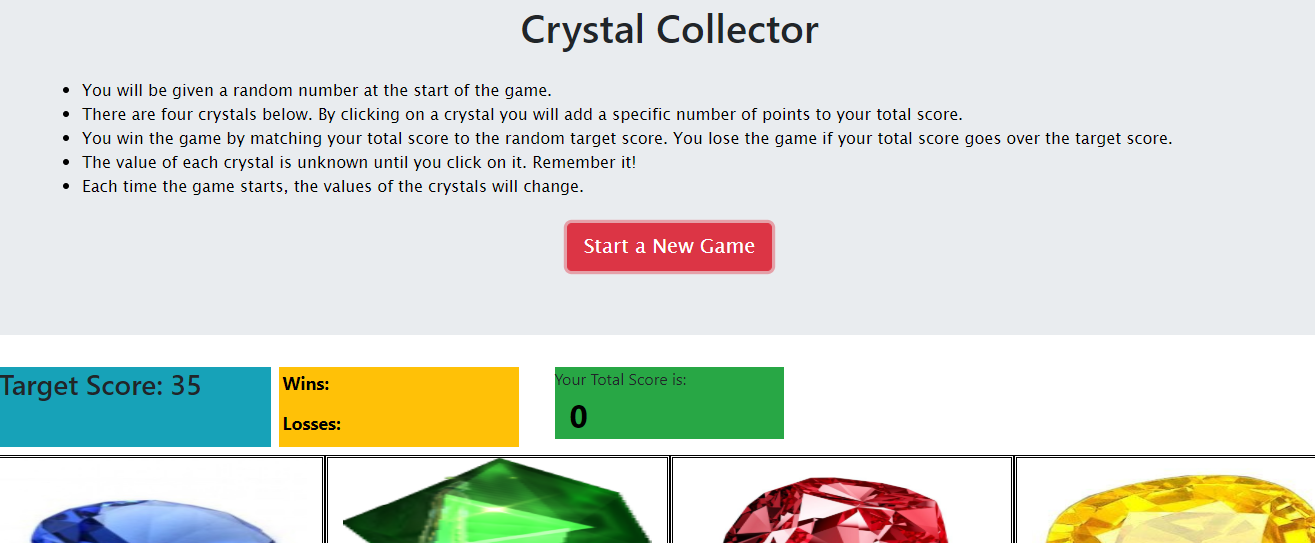 Crystal Collector
You will be given a random number at the start of the game.
There are four crystals below. By clicking on a crystal you will add a specific number of points to your total score.
You win the game by matching your total score to the random target score. You lose the game if your total score goes over the target score.
The value of each crystal is unknown until you click on it. Remember it!
Each time the game starts, the values of the crystals will change.
Start a New Game
Target Score: 35
Wins:
Losses:
Your Total Score is:
0